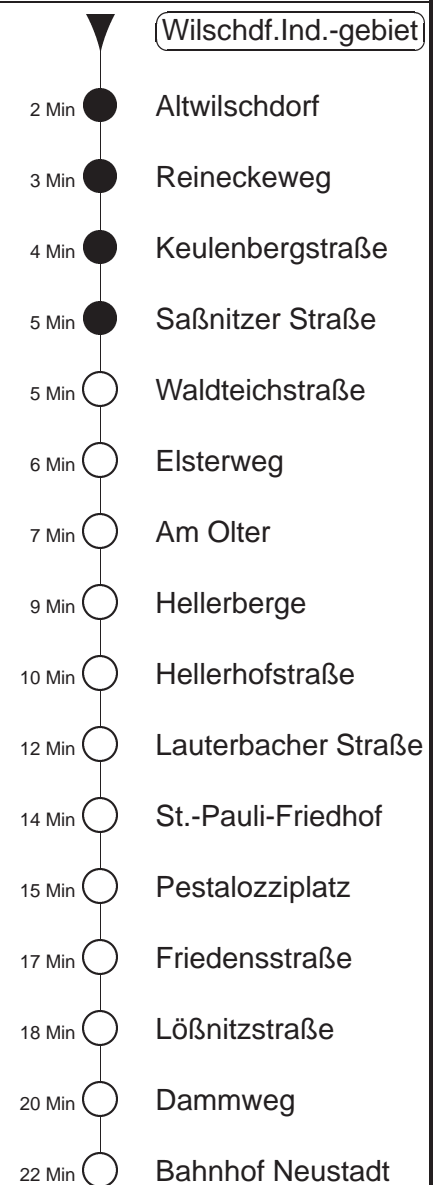 Wilschdf.Ind.-gebiet
2 Min Altwilschdorf
3 Min Reineckeweg
4 Min Keulenbergstraße
5 Min Saßnitzer Straße
5 Min Waldteichstraße
6 Min Elsterweg
7 Min Am Olter
9 Min Hellerberge
10 Min Hellerhofstraße
12 Min Lauterbacher Straße
14 Min St.-Pauli-Friedhof
15 Min Pestalozziplatz
17 Min Friedensstraße
18 Min Lößnitzstraße
20 Min Dammweg
22 Min Bahnhof Neustadt